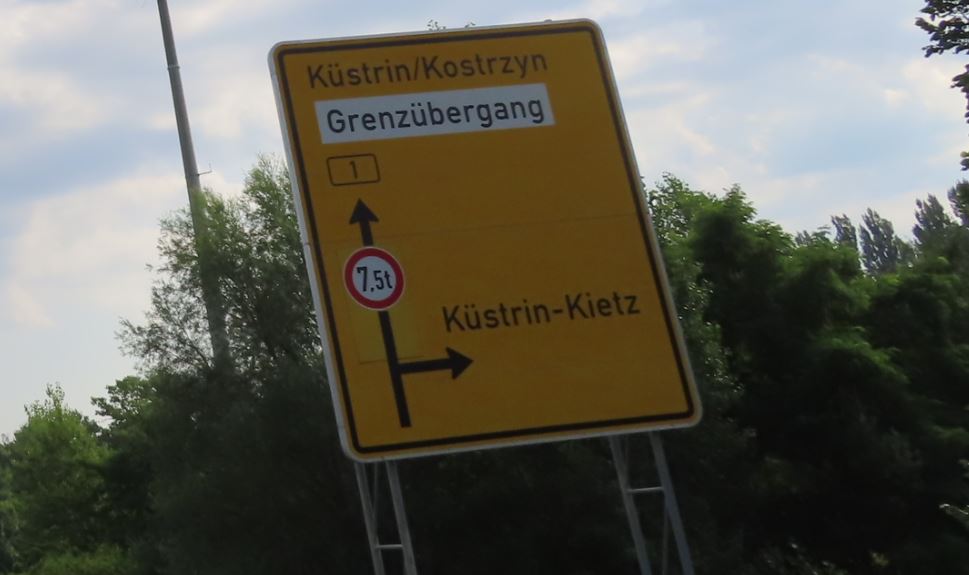 Küstrin/Kostrzyn
Grenzübergang
1
7,5t
Küstrin-Kietz